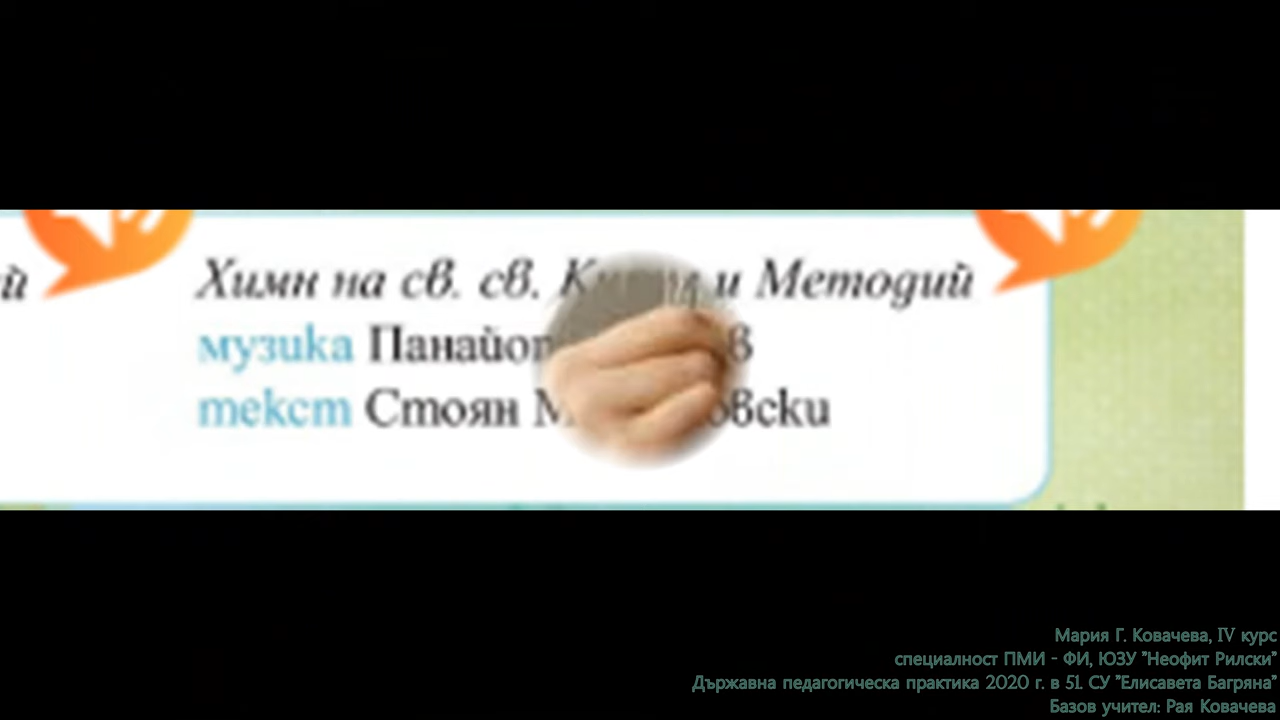 Химн на св. св. и Методий
музика
текст Стоян
Мария Г. Ковачева, IV курс
специалност ПМИ - ФИ, ЮЗУ "Неофит Рилски"
Държавна педагогическа практика 2020 г. в 51. СУ "Елисавета Багряна"
Базов учител: Рая Ковачева